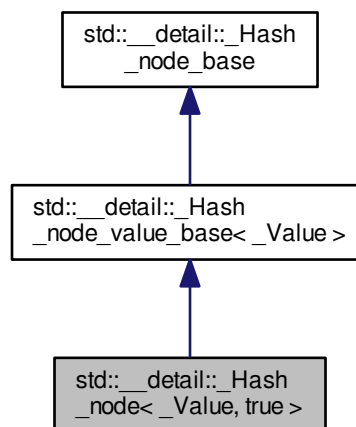 std::__detail::_Hash
_node_base
std::__detail::_Hash
_node_value_base< _Value >
std::__detail::_Hash
_node< _Value, true >